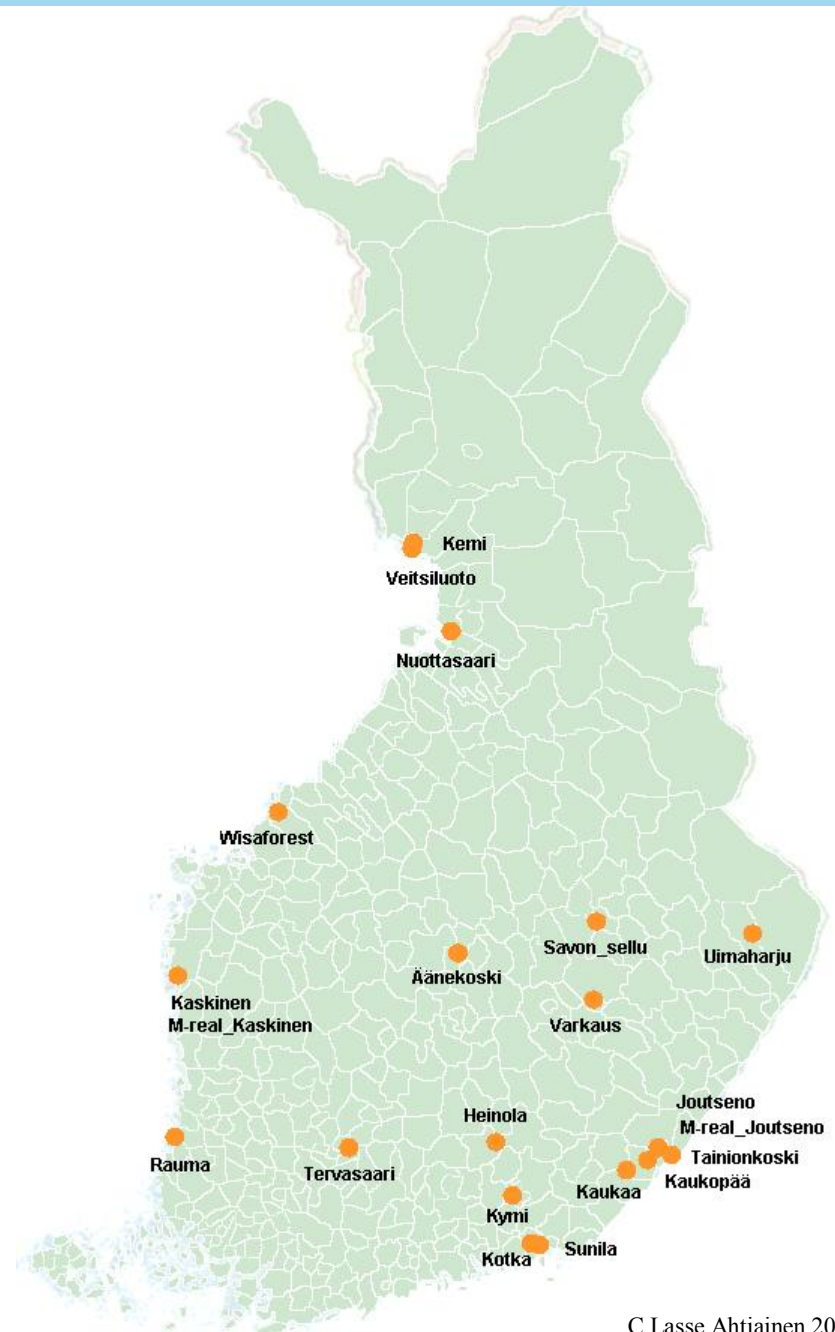 Kemi
Veitsiluoto
Nuottasaari
Wisaforest
Savon_sellu
Uimaharju
Äänekoski
Kaskinen
M-real_Kaskinen
Varkaus
Joutseno
M-real_Joutseno
Heinola
Tainionkoski
Rauma
Tervasaari
Kaukaa
Kaukopää
Kymi
Kotka
Sunila
C Lasse Ahtiainen 20